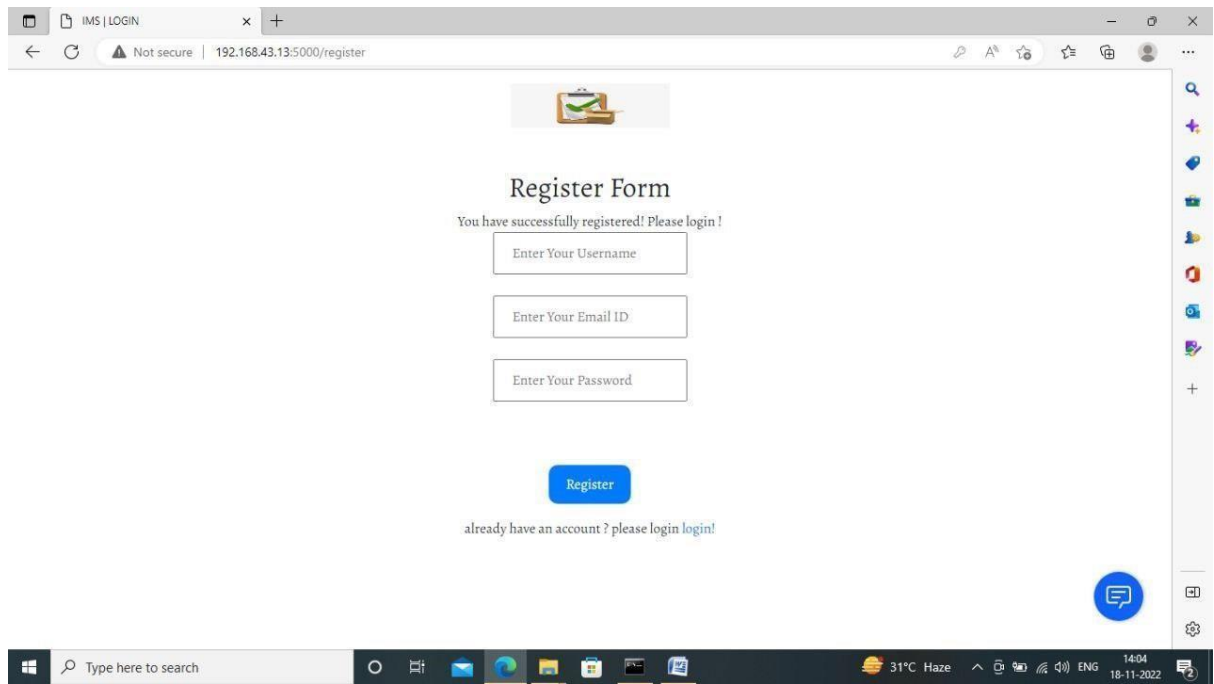 IMS | LOGIN
Not secure | 192.168.43.13:5000/register
Register Form
You have successfully registered! Please login !
Enter Your Username
Enter Your Email ID
Enter Your Password
Register
already have an account ? please login login!
Type here to search
31°C Haze
ENG
14:04
18-11-2022
2